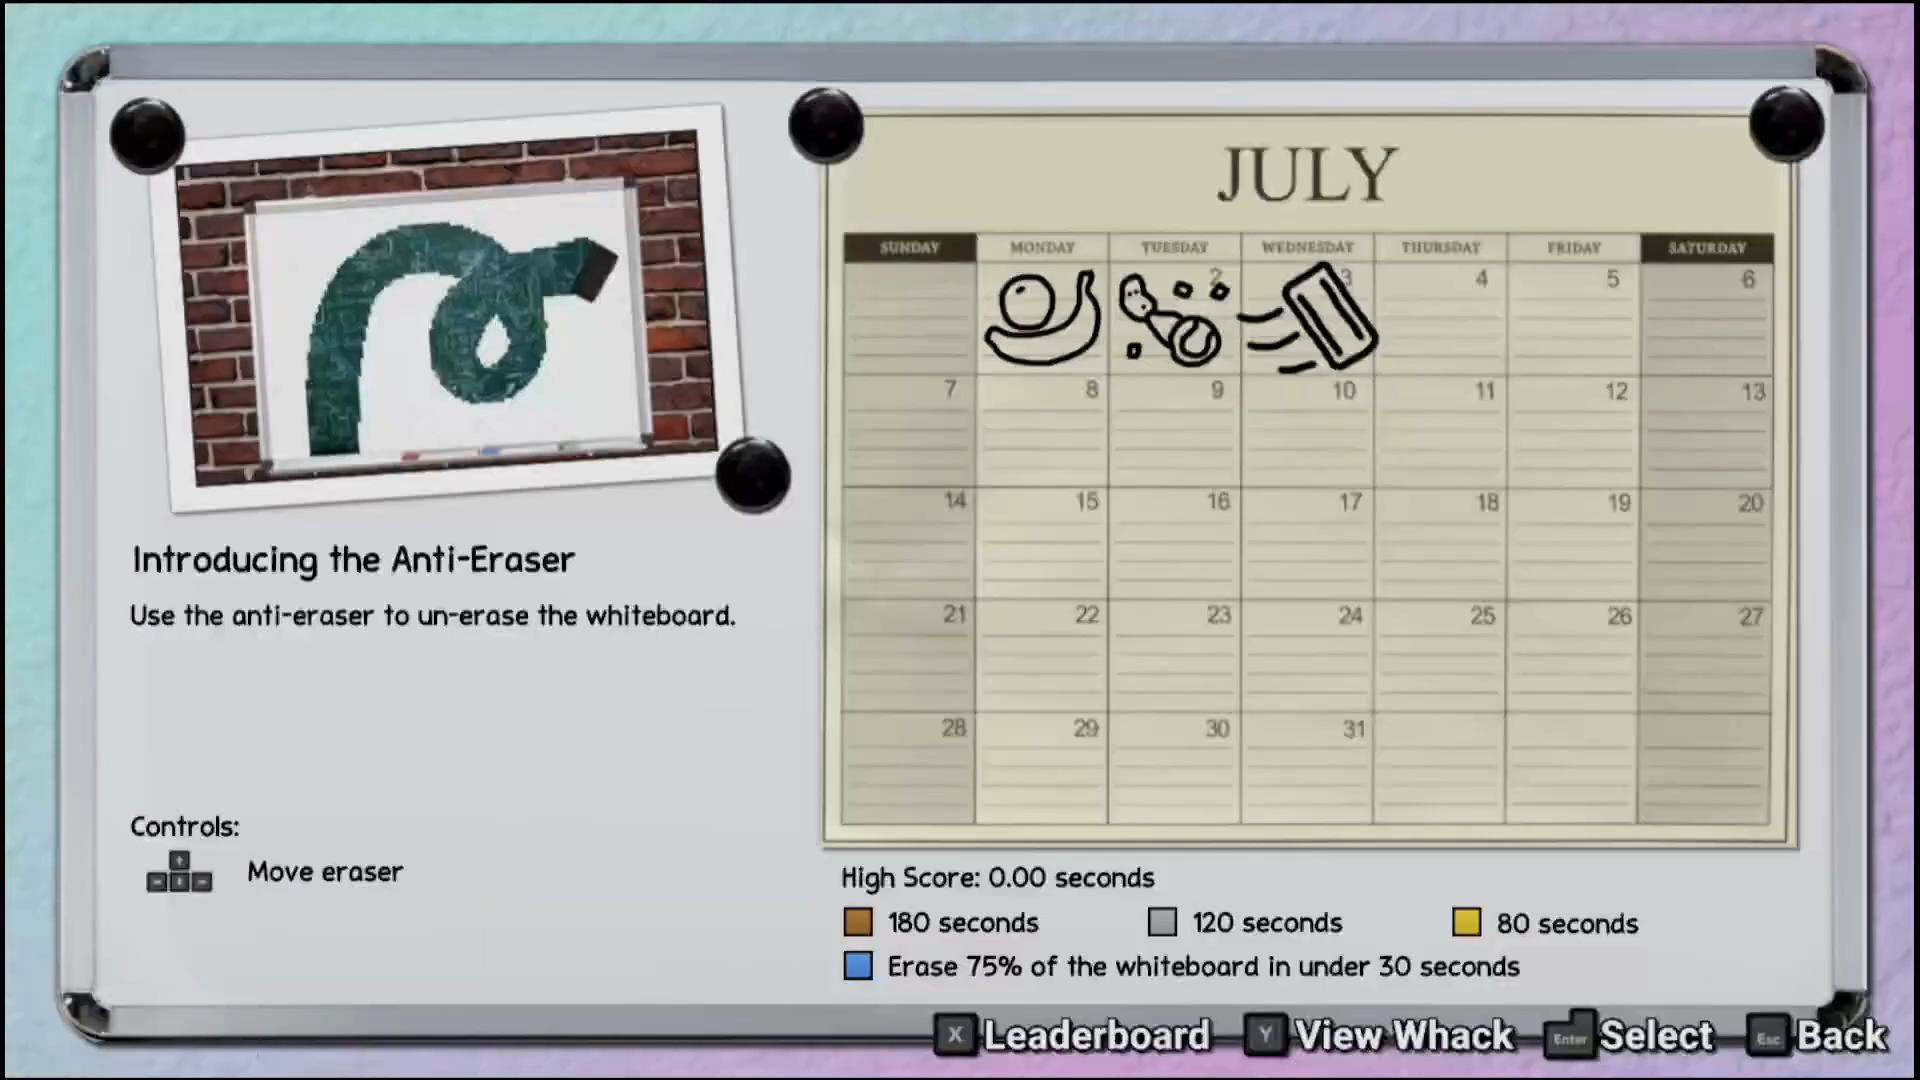 JULY
SUNDAY MONDAY TUESDAY WEDNESDAY THURSDAY FRIDAY SATURDAY
2 3 4 5 6
7 8 9 10 11 12 13
14 15 16 17 18 19 20
21 22 23 24 25 26 27
28 29 30 31
Introducing the Anti-Eraser
Use the anti-eraser to un-erase the whiteboard.
Controls:
Move eraser
High Score: 0.00 seconds
180 seconds 120 seconds 80 seconds
Erase 75% of the whiteboard in under 30 seconds
X Leaderboard Y View Whack Enter Select Esc Back